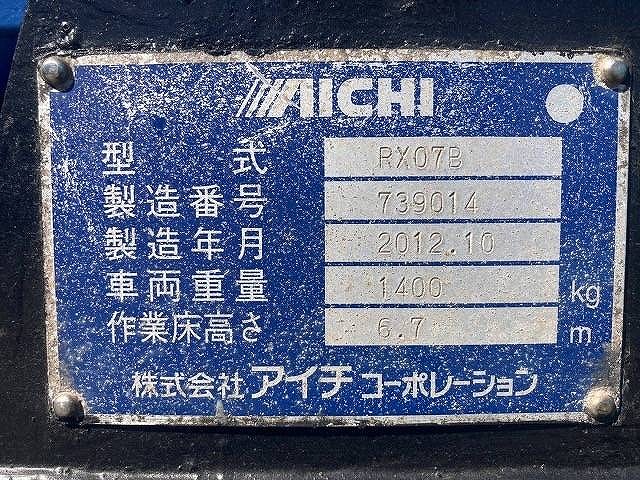 AICHI
型式 RX07B
製造番号 739014
製造年月 2012.10
車両重量 1400 kg
作業床高さ 6.7 m
株式会社アイチコーポレーション